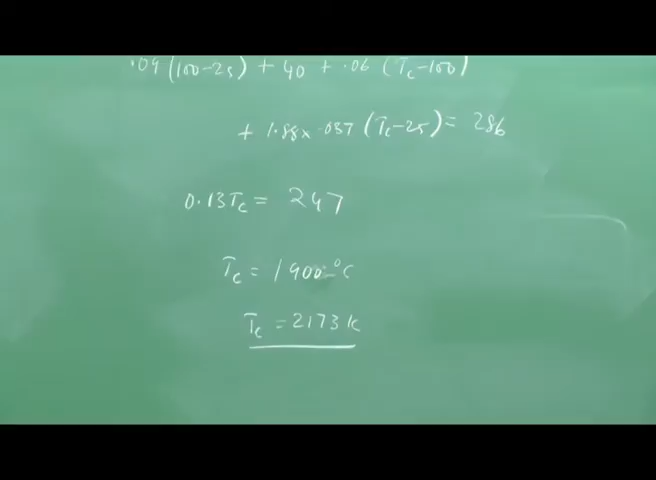 .04 (100-25) + 40 + .06 (Tc-100)
+ 1.88x .037 (Tc-25) = 286
0.13Tc = 247
Tc = 1900 °C
Tc = 2173 K